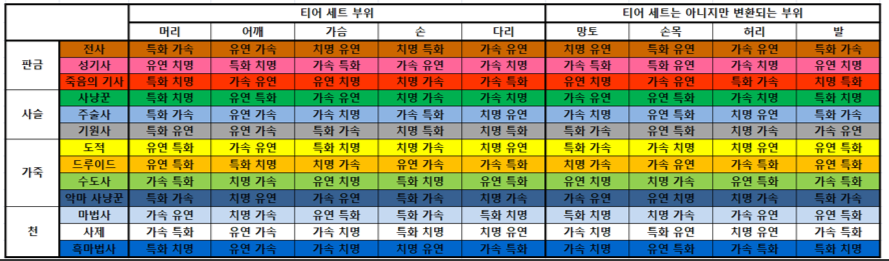 티어 세트 부위 티어 세트는 아니지만 변환되는 부위
머리 어깨 가슴 손 다리 망토 손목 허리 발
판금 전사 특화 가속 유연 가속 치명 유연 치명 특화 가속 유연 치명 유연 특화 유연 가속 유연 특화 가속
성기사 유연 치명 특화 치명 가속 특화 가속 유연 가속 치명 가속 특화 특화 유연 가속 치명 유연 치명
죽음의 기사 특화 치명 가속 유연 유연 치명 치명 가속 가속 특화 유연 치명 가속 유연 특화 가속 치명 특화
사슬 사냥꾼 특화 치명 유연 특화 가속 유연 치명 가속 치명 가속 가속 유연 유연 특화 가속 치명 특화 치명
주술사 특화 가속 유연 가속 가속 치명 가속 특화 치명 유연 치명 가속 유연 특화 치명 유연 특화 가속
기원사 특화 유연 유연 가속 특화 가속 치명 특화 치명 유연 특화 가속 유연 특화 치명 가속 가속 유연
가죽 도적 유연 특화 가속 유연 특화 치명 치명 가속 유연 유연 특화 가속 가속 치명 치명 유연 유연 특화
드루이드 유연 특화 특화 치명 치명 가속 유연 가속 가속 치명 치명 가속 가속 유연 가속 특화 유연 특화
수도사 가속 특화 치명 가속 유연 치명 특화 치명 유연 특화 유연 치명 치명 가속 유연 특화 가속 특화
악마 사냥꾼 특화 가속 치명 유연 유연 가속 특화 가속 치명 특화 가속 치명 유연 특화 치명 가속 특화 가속
천 마법사 가속 유연 치명 가속 유연 특화 특화 가속 특화 치명 특화 특화 치명 가속 가속 유연 유연 특화
사제 가속 특화 유연 가속 가속 치명 특화 치명 유연 특화 가속 치명 특화 유연 치명 유연 가속 특화
흑마법사 특화 치명 유연 가속 가속 치명 치명 유연 가속 특화 가속 치명 유연 특화 가속 유연 특화 치명